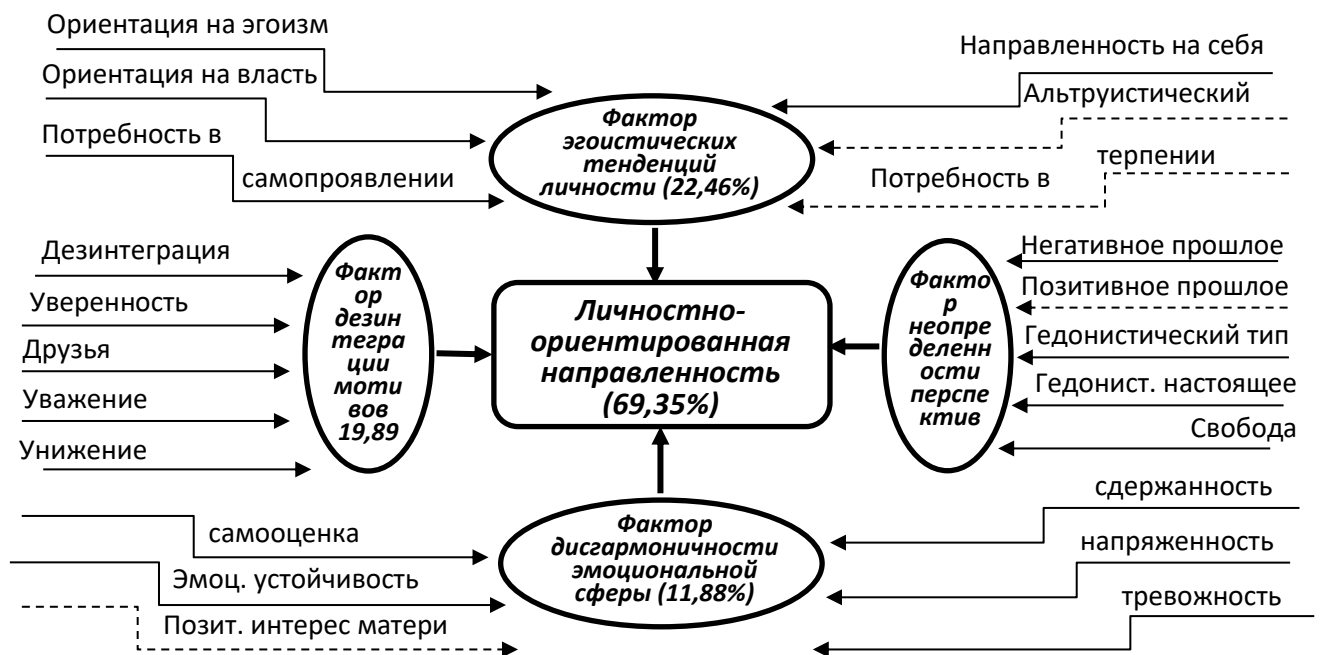 Ориентация на эгоизм
Ориентация на власть
Потребность в
самопроявлении
Фактор
эгоистических
тенденций
личности (22,46%)
Направленность на себя
Альтруистический
терпении
Потребность в
Дезинтеграция
Уверенность
Друзья
Уважение
Унижение
Факт
ор
дезин
тегра
ции
моти
вов
19,89
Личностно-
ориентированная
направленность
(69,35%)
Факто
р
неопре
деленн
ости
перспе
ктив
Негативное прошлое
Позитивное прошлое
Гедонистический тип
Гедонист. настоящее
Свобода
самооценка
Эмоц. устойчивость
Позит. интерес матери
Фактор
дисгармоничности
эмоциональной
сферы (11,88%)
сдержанность
напряженность
тревожность